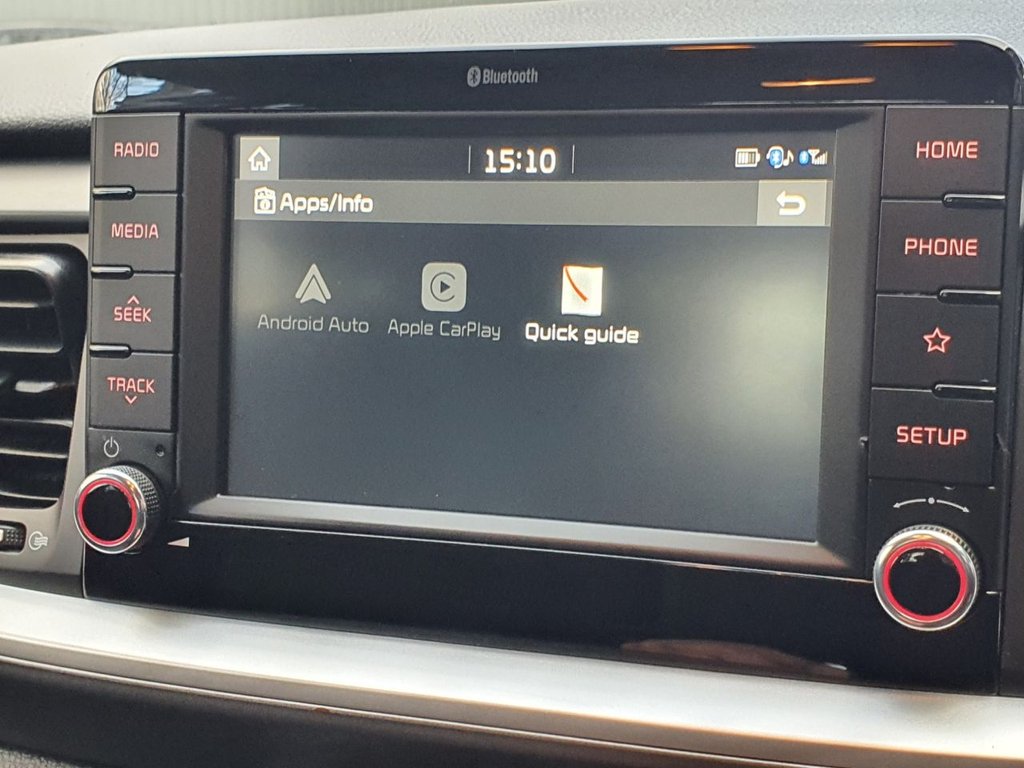 Bluetooth
RADIO
MEDIA
SEEK
TRACK
15:10
Apps/Info
Android Auto
Apple CarPlay
Quick guide
HOME
PHONE
SETUP